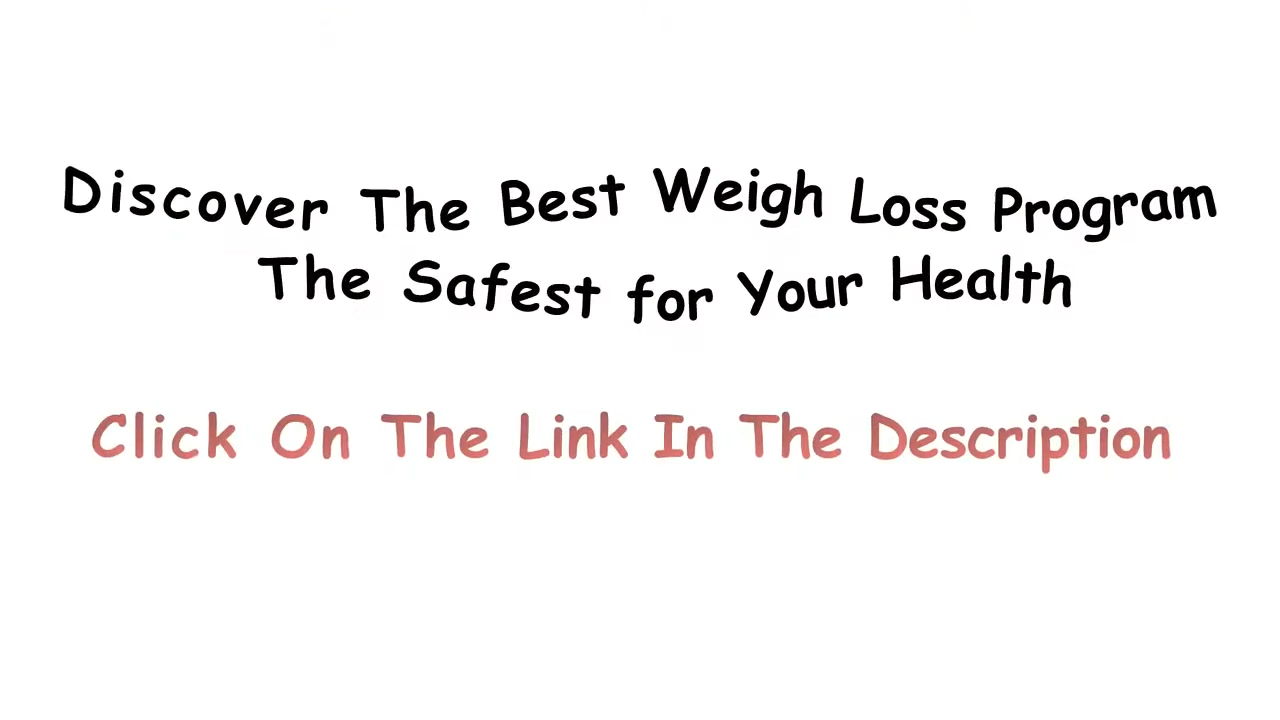 Discover The Best Weigh Loss Program
The Safest for Your Health
Click On The Link In The Description